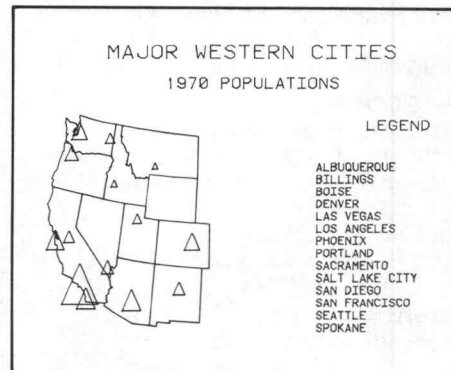 MAJOR WESTERN CITIES
1970 POPULATIONS
LEGEND
ALBUQUERQUE
BILLINGS
BOISE
DENVER
LAS VEGAS
LOS ANGELES
PHOENIX
PORTLAND
SACRAMENTO
SALT LAKE CITY
SAN DIEGO
SAN FRANCISCO
SEATTLE
SPOKANE